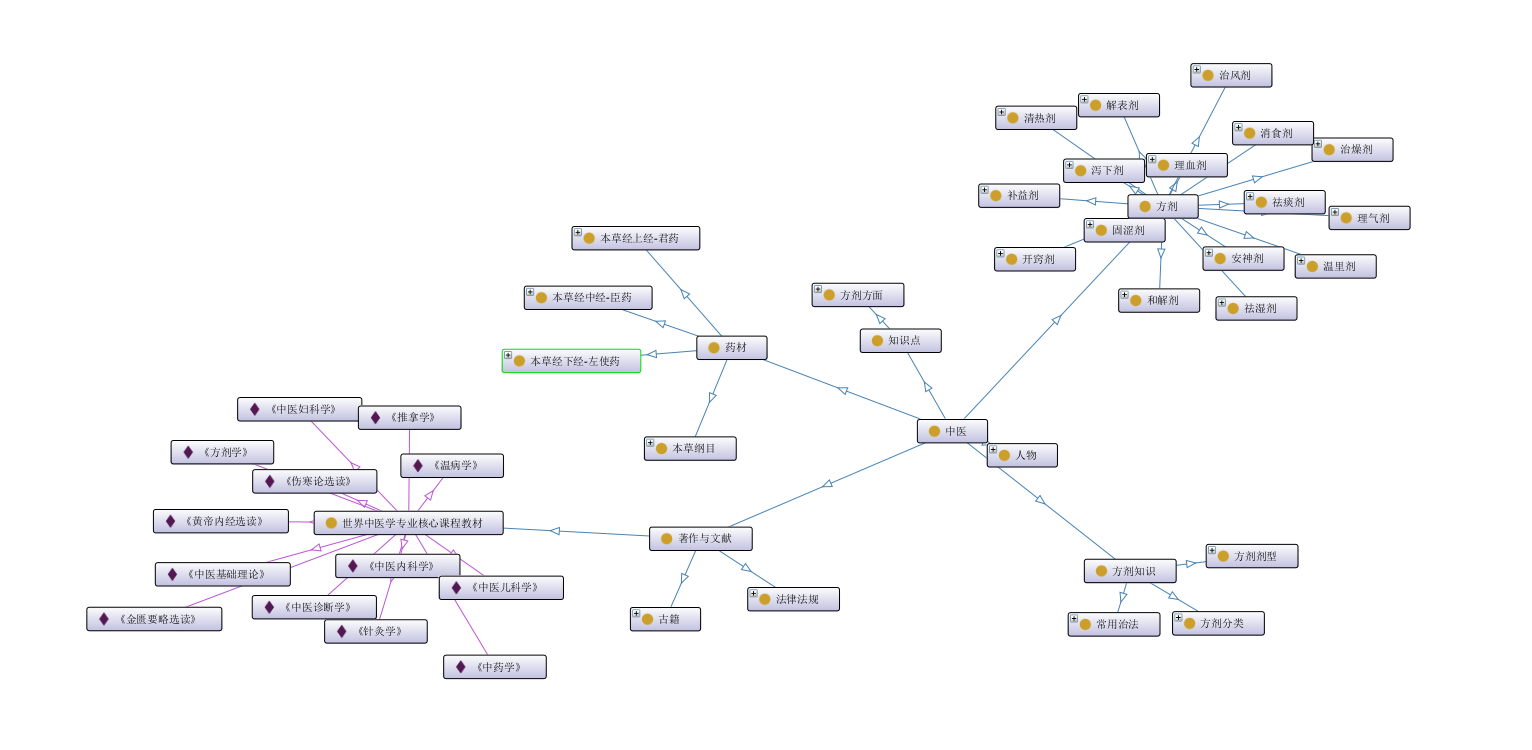 治风剂
解表剂
清热剂
消食剂
治燥剂
理血剂
泻下剂
补益剂
方剂
祛痰剂
理气剂
固涩剂
开窍剂
安神剂
温里剂
和解剂
祛湿剂
本草经上经-君药
本草经中经-臣药
方剂方面
知识点
药材
本草经下经-左使药
本草纲目
中医
人物
《中医妇科学》
《推拿学》
《方剂学》
《温病学》
《伤寒论选读》
《黄帝内经选读》
世界中医学专业核心课程教材
著作与文献
《中医基础理论》
《中医内科学》
《中医儿科学》
《中医诊断学》
《金匮要略选读》
《针灸学》
《中药学》
古籍
法律法规
方剂知识
方剂剂型
常用治法
方剂分类